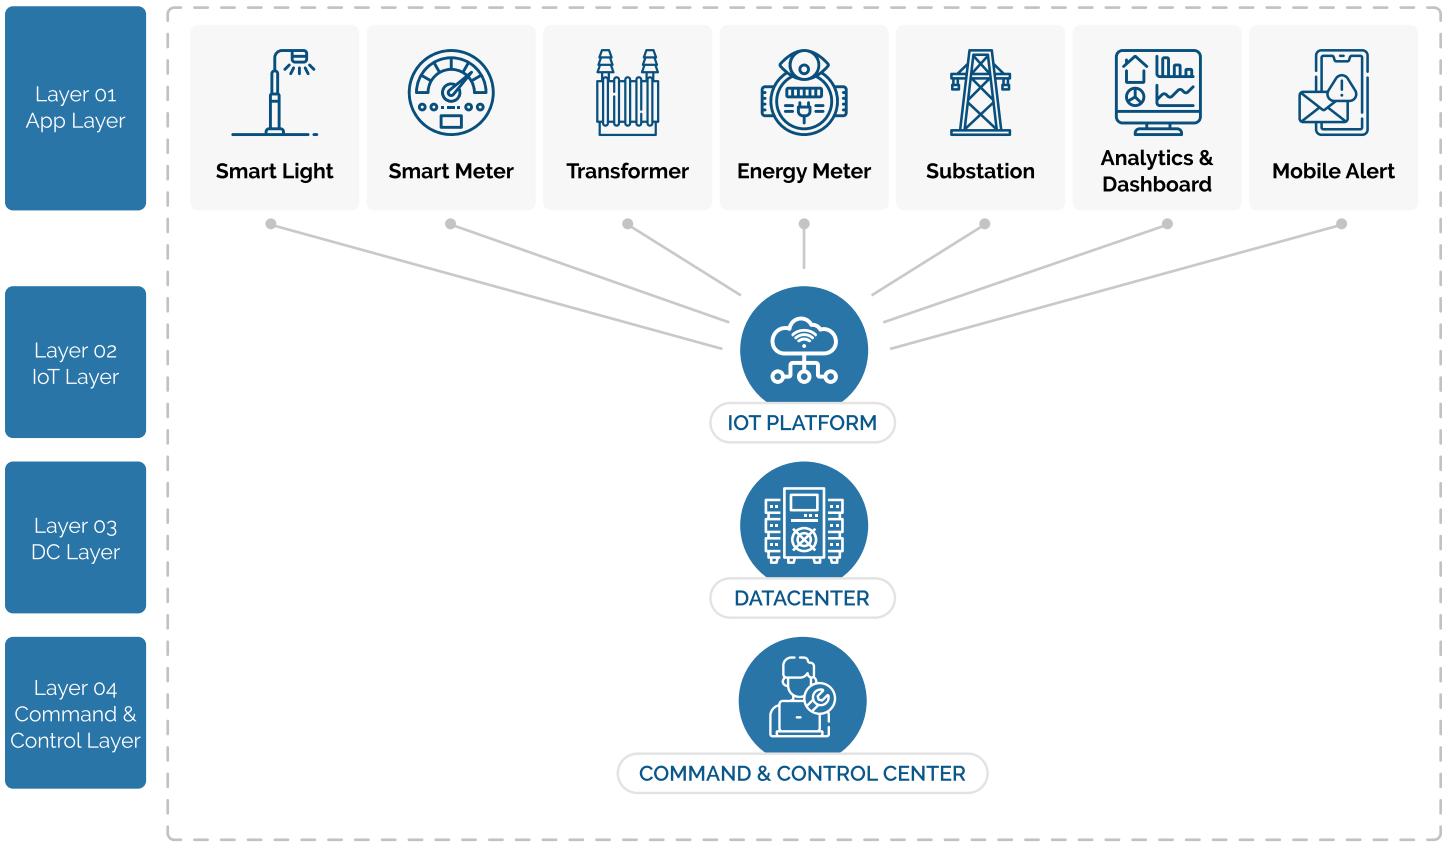 Layer 01
App Layer
Smart Light
Smart Meter
Transformer
Energy Meter
Substation
Analytics &
Dashboard
Mobile Alert
Layer 02
IoT Layer
IOT PLATFORM
Layer 03
DC Layer
DATACENTER
Layer 04
Command &
Control Layer
COMMAND & CONTROL CENTER